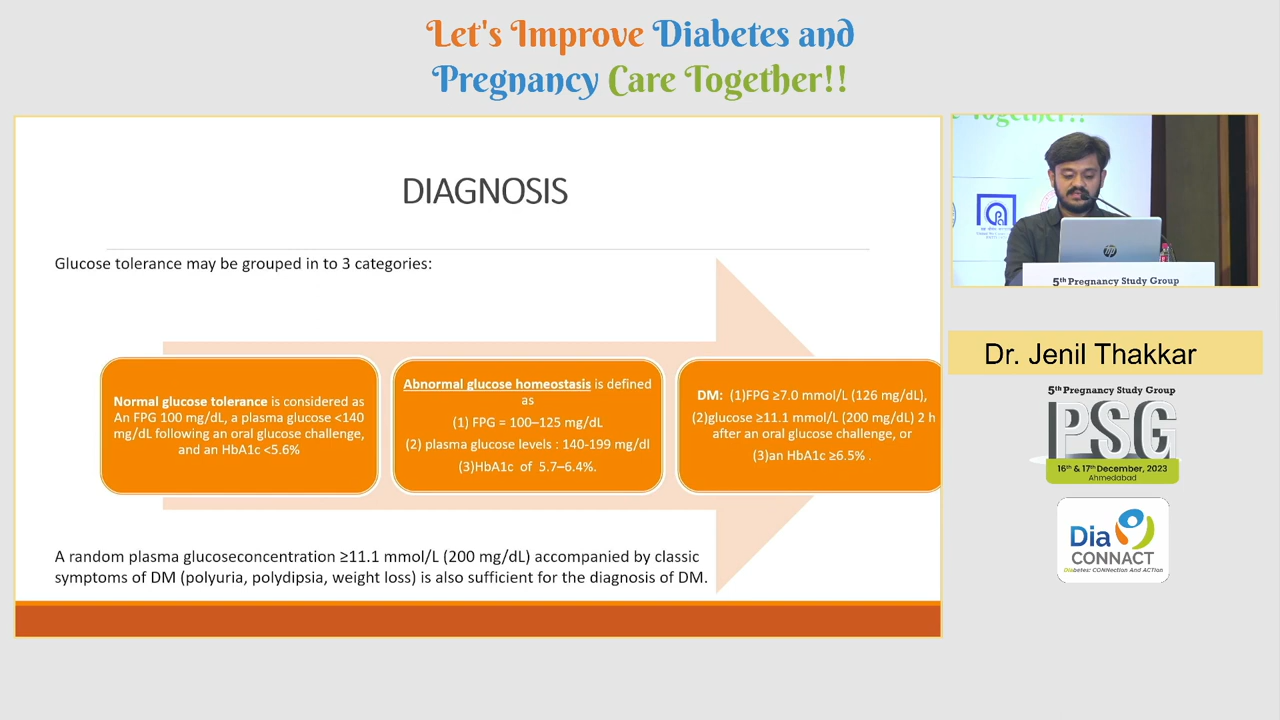 Let's Improve Diabetes and
Pregnancy Care Together!!
DIAGNOSIS
Glucose tolerance may be grouped in to 3 categories:
Normal glucose tolerance is considered as
An FPG 100 mg/dL, a plasma glucose <140
mg/dL following an oral glucose challenge,
and an HbA1c <5.6%
Abnormal glucose homeostasis is defined
as
(1) FPG = 100–125 mg/dL
(2) plasma glucose levels : 140-199 mg/dl
(3)HbA1c of 5.7–6.4%.
DM: (1)FPG ≥7.0 mmol/L (126 mg/dL),
(2)glucose ≥11.1 mmol/L (200 mg/dL) 2 h
after an oral glucose challenge, or
(3)an HbA1c ≥6.5% .
A random plasma glucoseconcentration ≥11.1 mmol/L (200 mg/dL) accompanied by classic
symptoms of DM (polyuria, polydipsia, weight loss) is also sufficient for the diagnosis of DM.
Together!!
hp
5th Pregnancy Study Group
Dr. Jenil Thakkar
5th Pregnancy Study Group
PSG
16th & 17th December, 2023
Ahmedabad
Dia
CONNACT
Diabetes: CONNection And ACTion